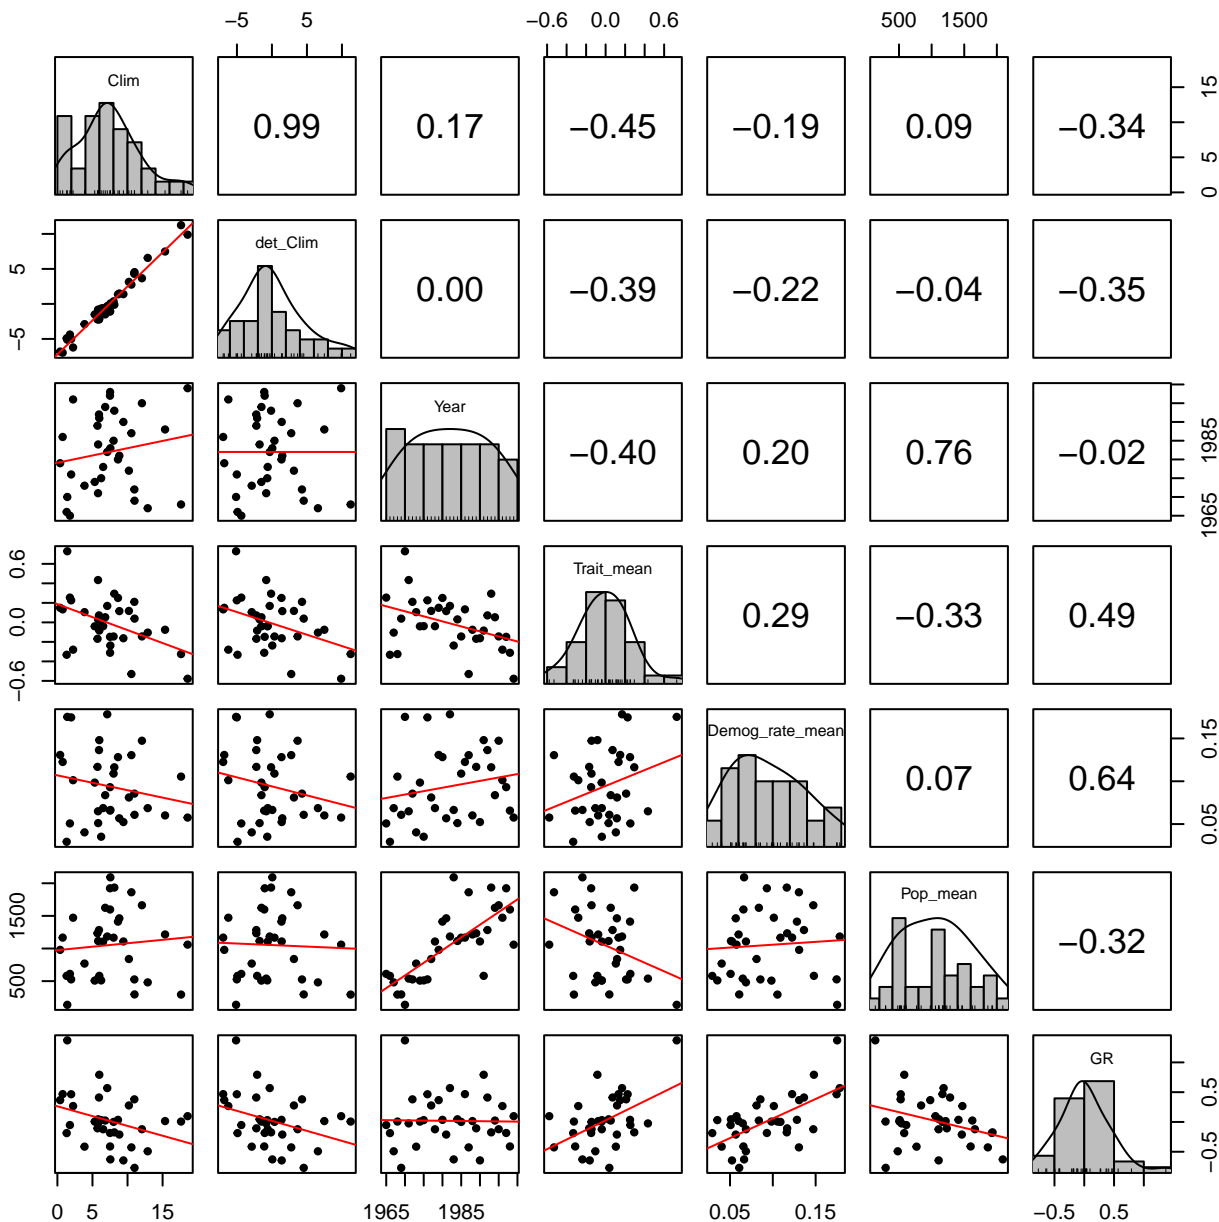 −5 5 −0.6 0.0 0.6 500 1500
Clim 0.99 0.17 −0.45 −0.19 0.09 −0.34 0 5 15
−5 5 det_Clim 0.00 −0.39 −0.22 −0.04 −0.35
Year −0.40 0.20 0.76 −0.02 1965 1985
−0.6 0.0 0.6 Trait_mean 0.29 −0.33 0.49
Demog_rate_mean 0.07 0.64 0.05 0.15
500 1500 Pop_mean −0.32
GR −0.5 0.5
0 5 15 1965 1985 0.05 0.15 −0.5 0.5